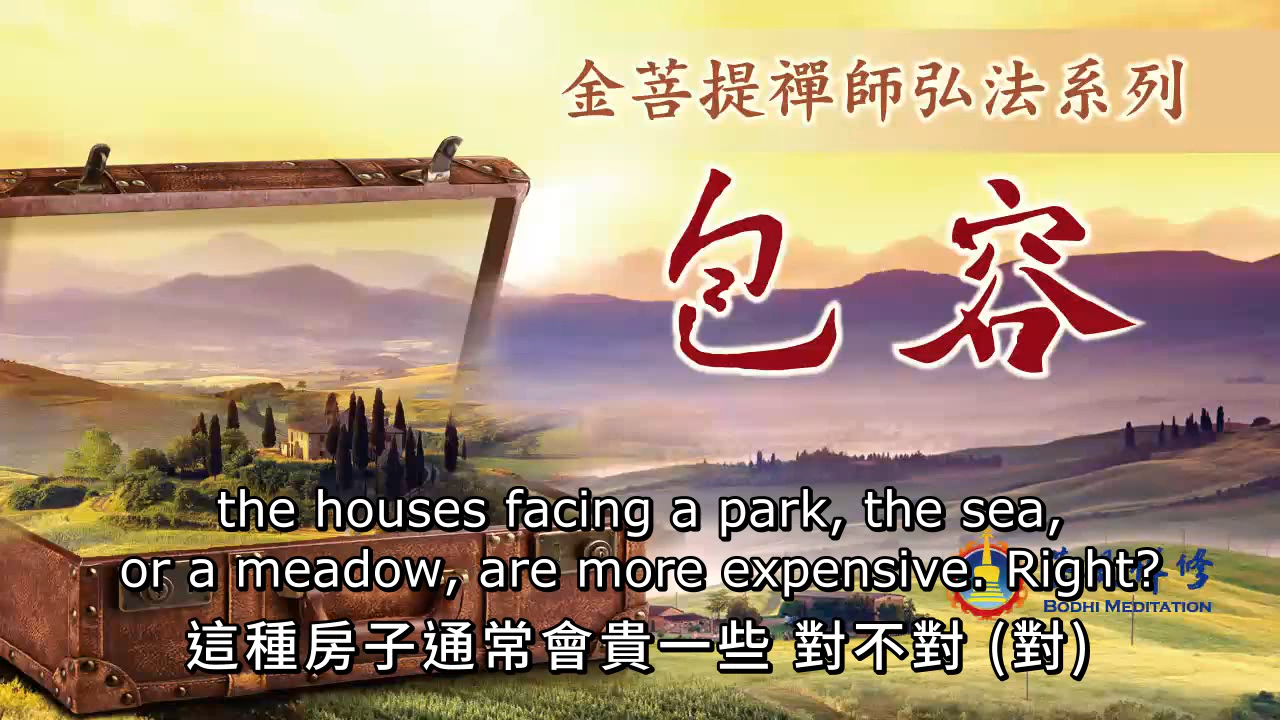 金菩提禪師弘法系列
包容
the houses facing a park, the sea,
or a meadow, are more expensive. Right?
修
BODHI MEDITATION
這種房子通常會貴一些 對不對 (對)